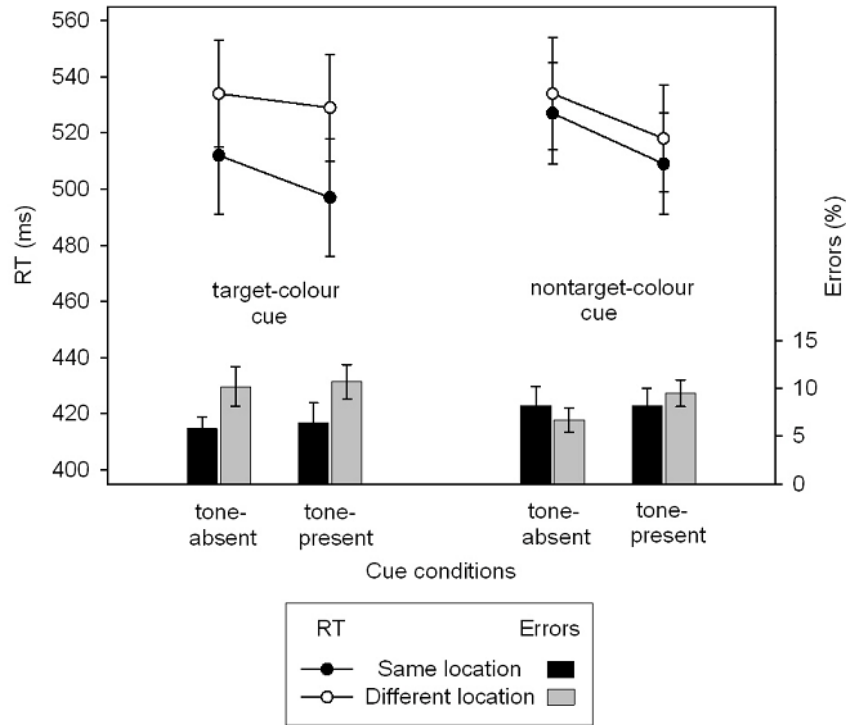 560
540
520
500
480
460
440
420
400
RT (ms)
target-colour
cue
nontarget-colour
cue
15
10
5
0
Errors (%)
tone-
absent
tone-
present
tone-
absent
tone-
present
Cue conditions
RT Errors
Same location
Different location